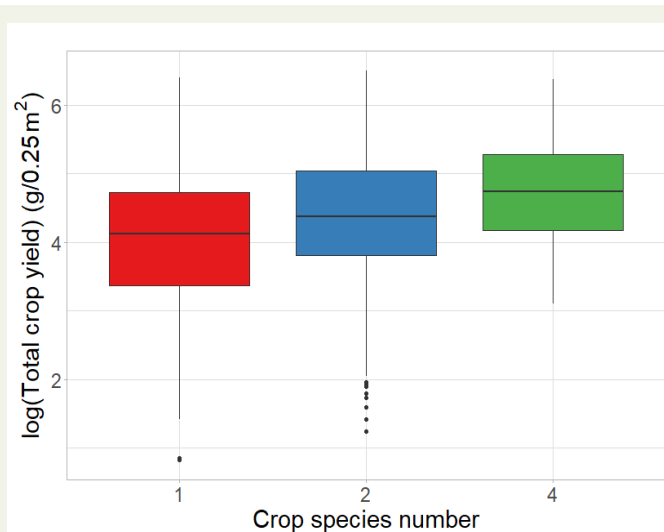 log(Total crop yield) (g/0.25m²)
6
4
2
1 2 4
Crop species number